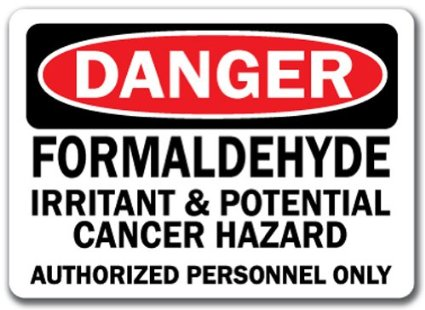 DANGER
FORMALDEHYDE
IRRITANT & POTENTIAL
CANCER HAZARD
AUTHORIZED PERSONNEL ONLY